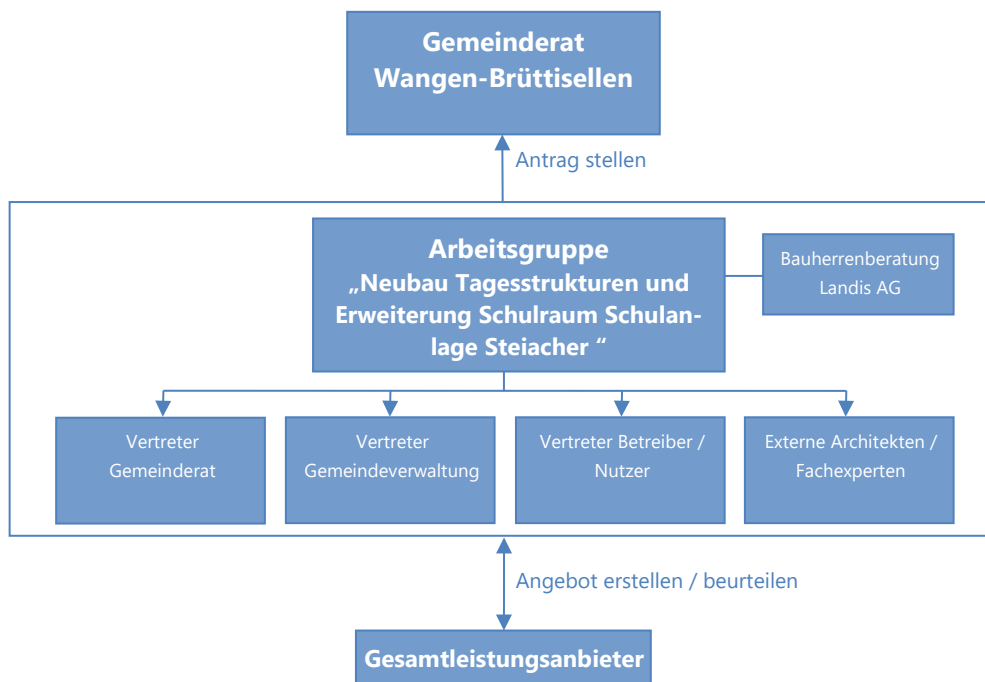 Gemeinderat
Wangen-Brüttisellen
Antrag stellen
Arbeitsgruppe
„Neubau Tagesstrukturen und
Erweiterung Schulraum Schulan-
lage Steiacher “
Bauherrenberatung
Landis AG
Vertreter
Gemeinderat
Vertreter
Gemeindeverwaltung
Vertreter Betreiber /
Nutzer
Externe Architekten /
Fachexperten
Angebot erstellen / beurteilen
Gesamtleistungsanbieter